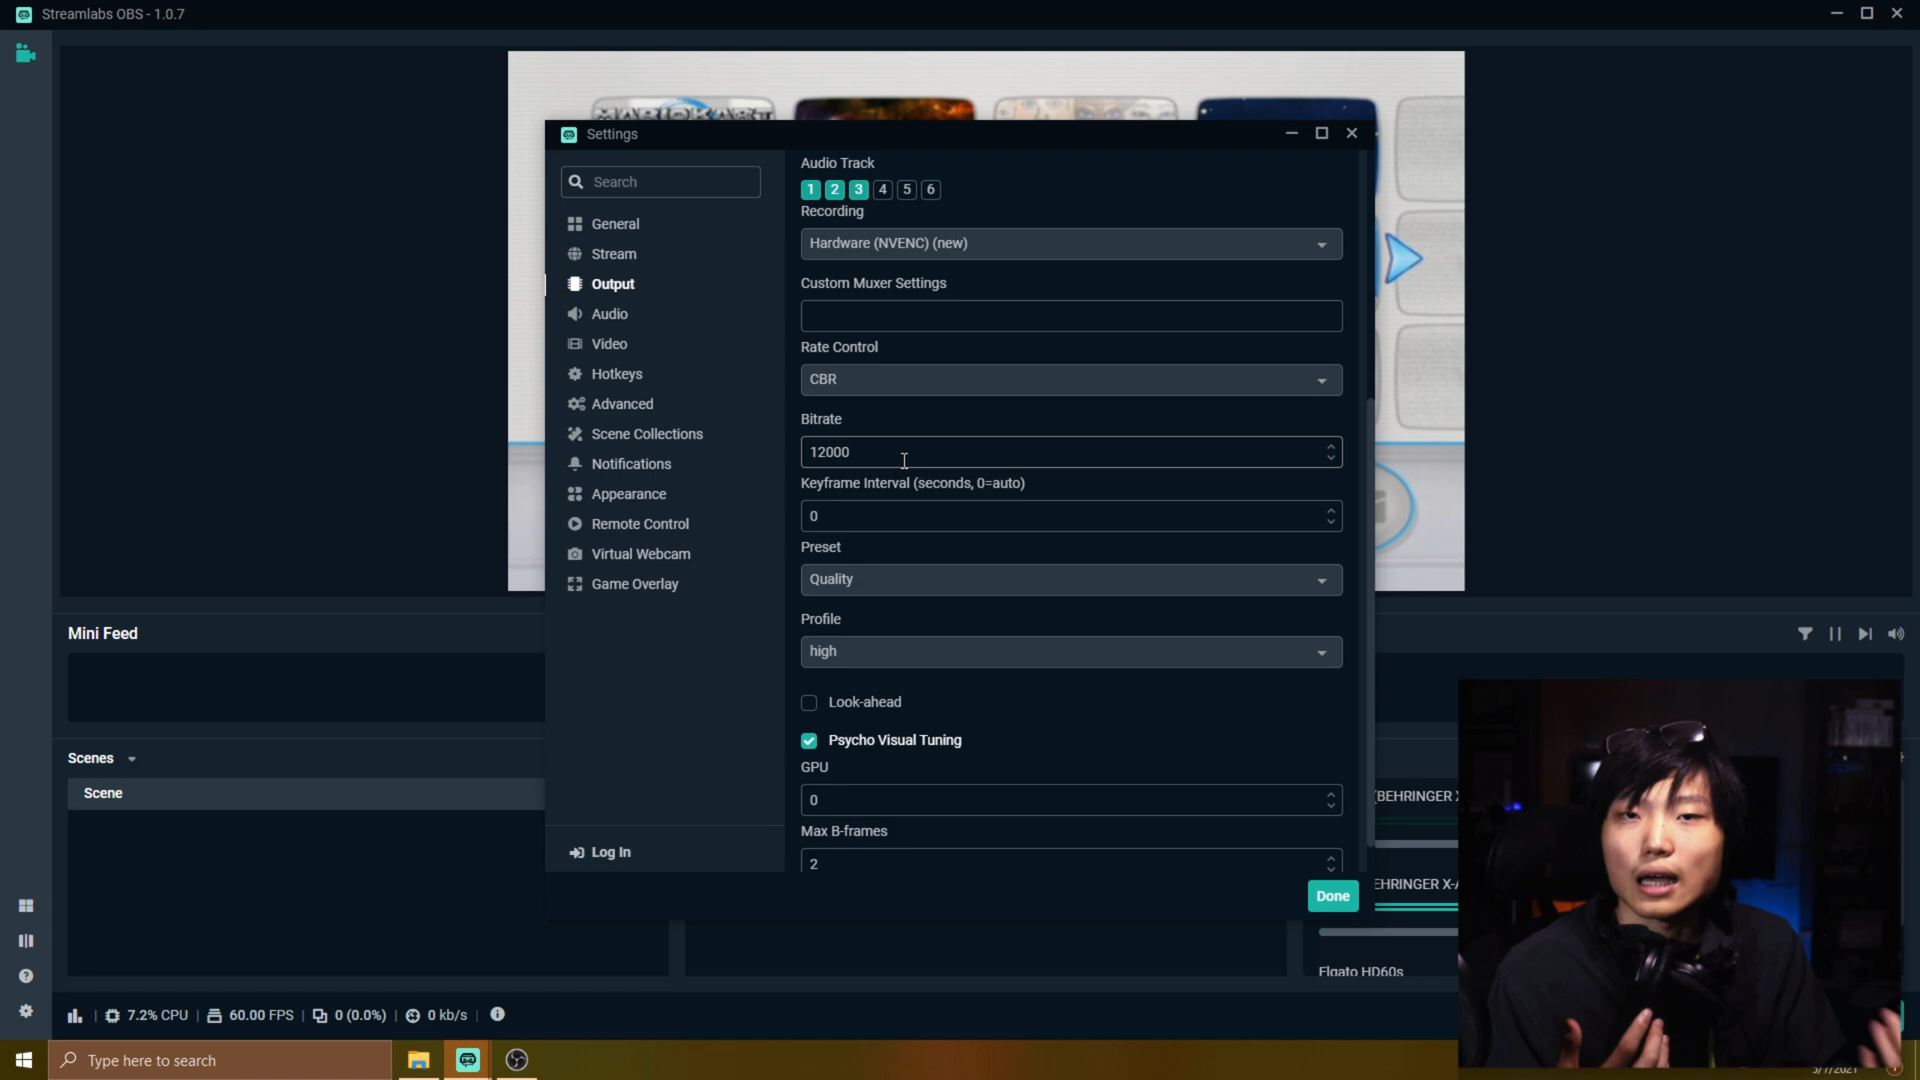 Streamlabs OBS - 1.0.7
MARIOKART
Settings
Search
General
Stream
Output
Audio
Video
Hotkeys
Advanced
Scene Collections
Notifications
Appearance
Remote Control
Virtual Webcam
Game Overlay
Log In
Audio Track
1 2 3 4 5 6
Recording
Hardware (NVENC) (new)
Custom Muxer Settings
Rate Control
CBR
Bitrate
12000
Keyframe Interval (seconds, 0=auto)
0
Preset
Quality
Profile
high
Look-ahead
Psycho Visual Tuning
GPU
0
Max B-frames
2
Done
Mini Feed
Scenes
Scene
(BEHRINGER
EHRINGER X-
Elgato HD60s
7.2% CPU
60.00 FPS
0 (0.0%)
0 kb/s
Type here to search
5/7/2021